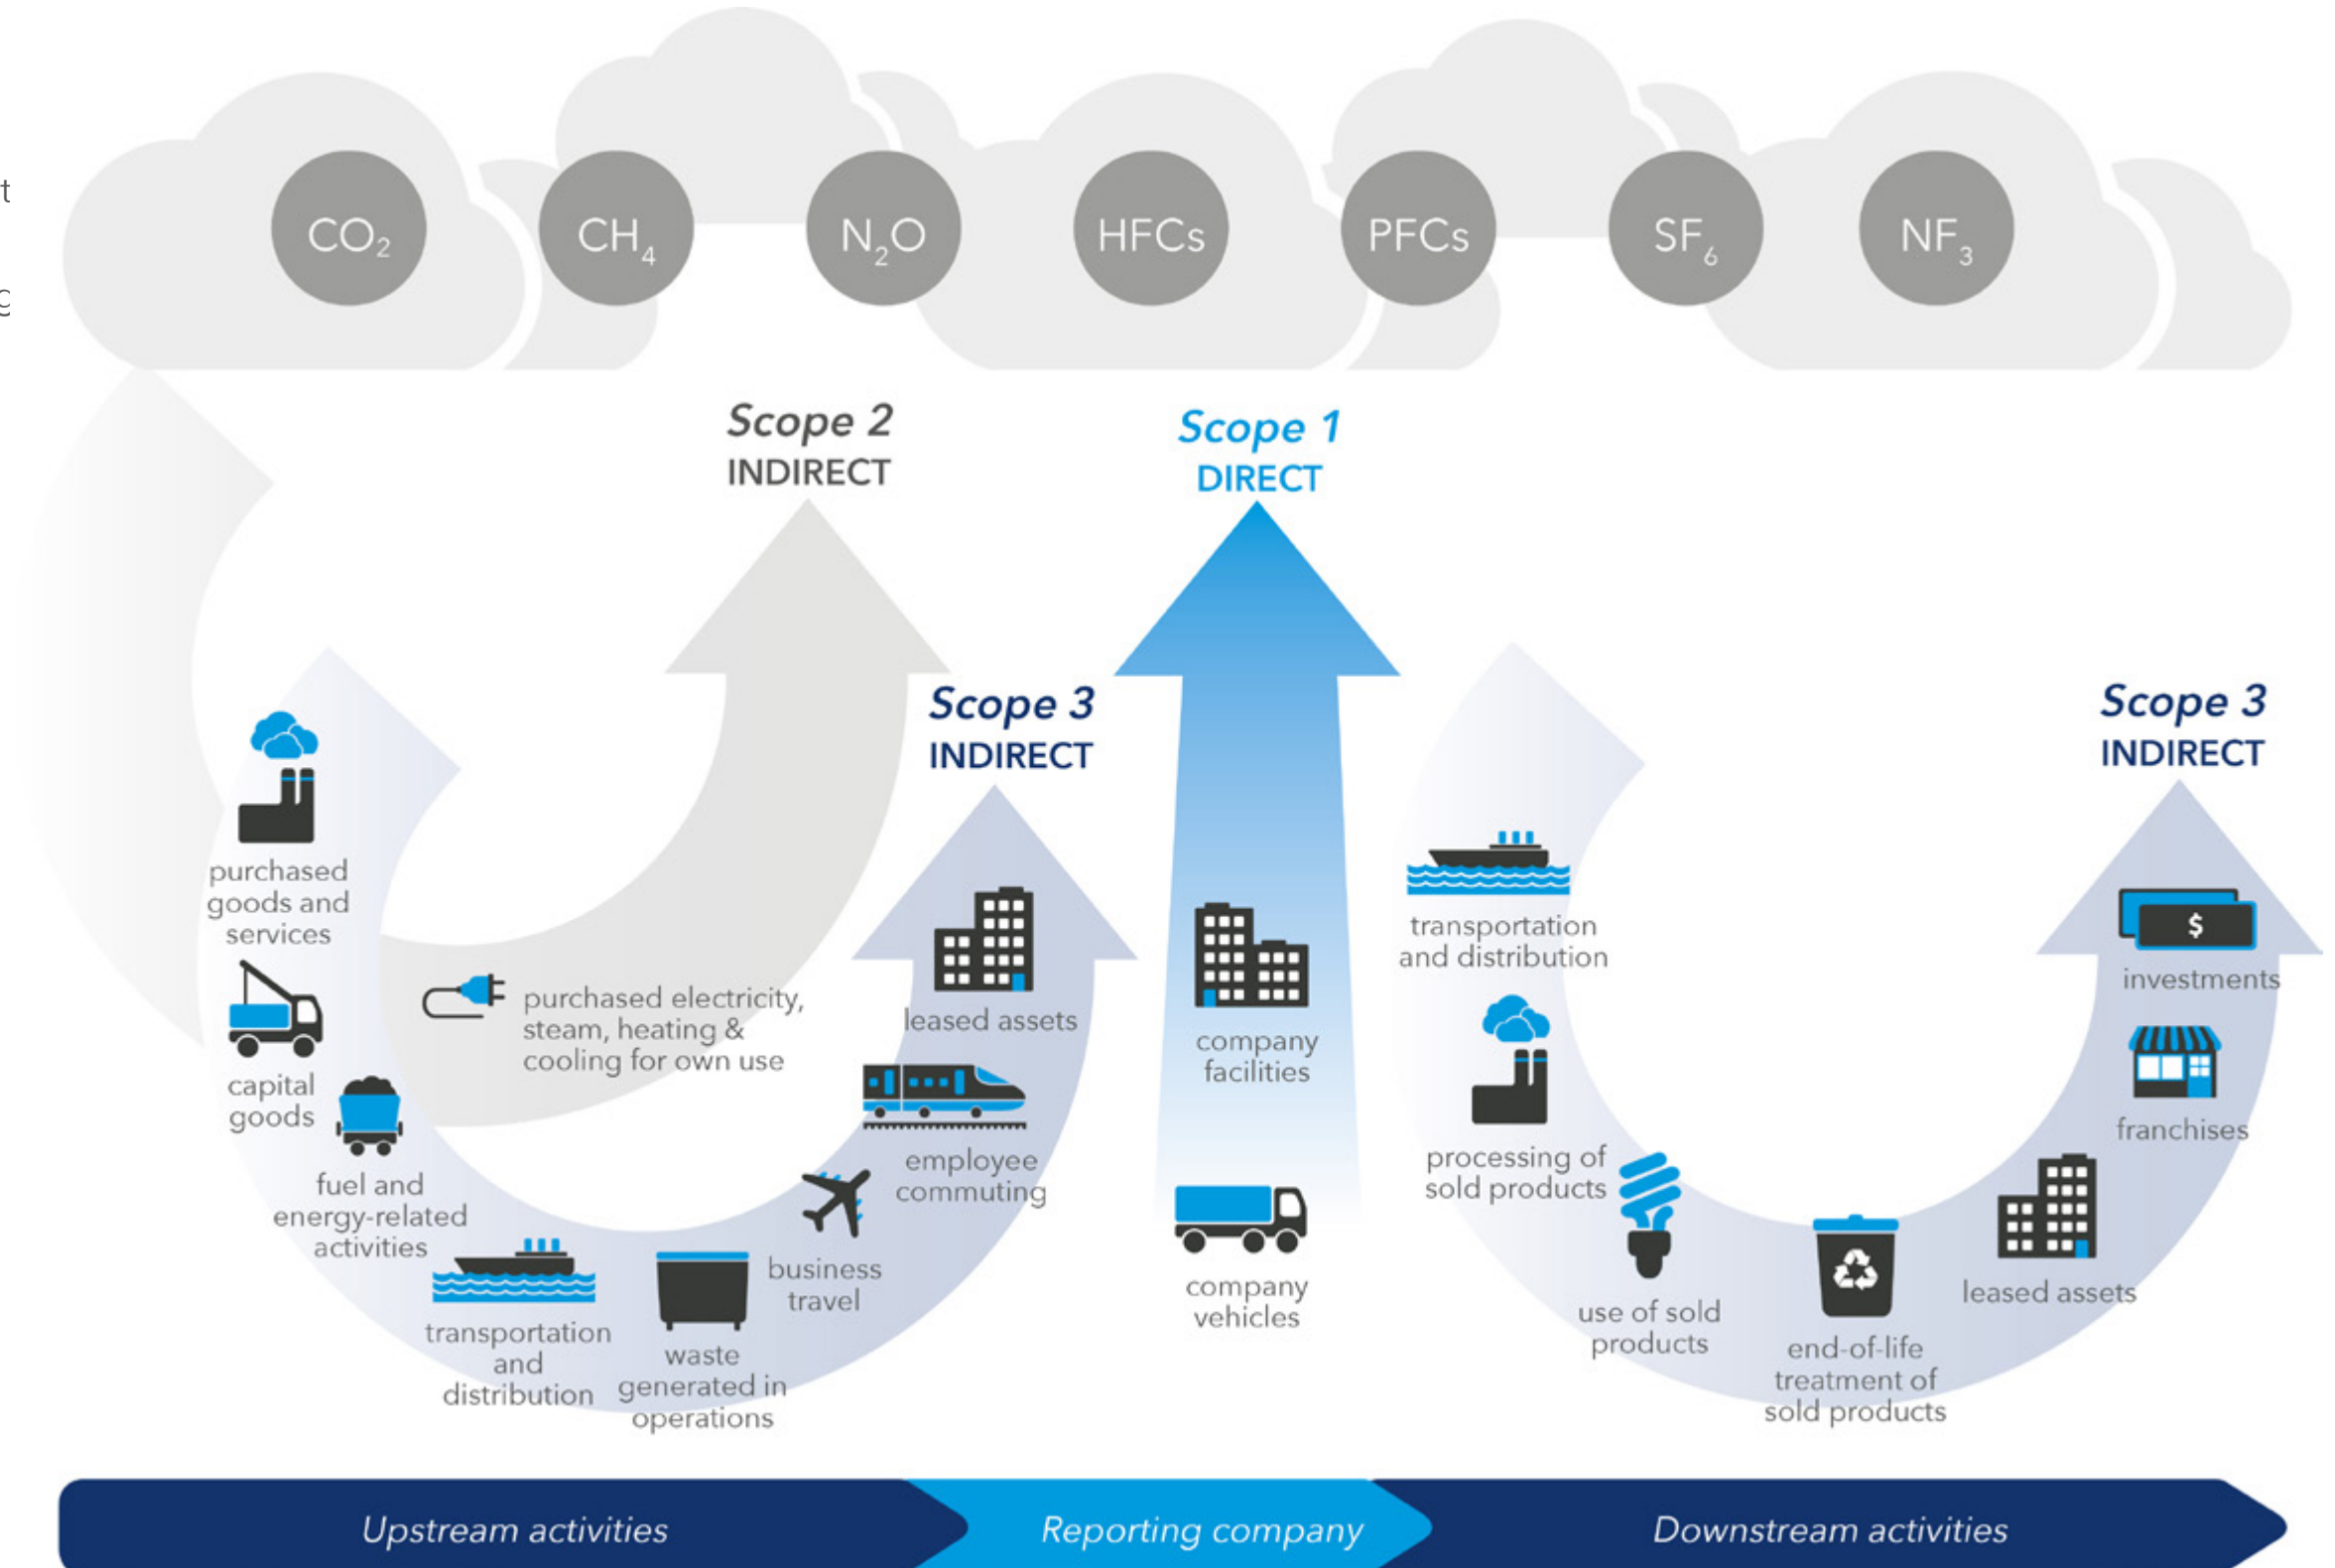 t
g
CO₂
CH₄
N₂O
HFCs
PFCs
SF₆
NF₃
Scope 2
INDIRECT
Scope 1
DIRECT
Scope 3
INDIRECT
Scope 3
INDIRECT
purchased
goods and
services
capital
goods
fuel and
energy-related
activities
transportation
and
distribution
waste
generated in
operations
business
travel
employee
commuting
leased assets
purchased electricity,
steam, heating &
cooling for own use
company
facilities
company
vehicles
transportation
and distribution
processing of
sold products
use of sold
products
end-of-life
treatment of
sold products
leased assets
franchises
$
investments
Upstream activities
Reporting company
Downstream activities